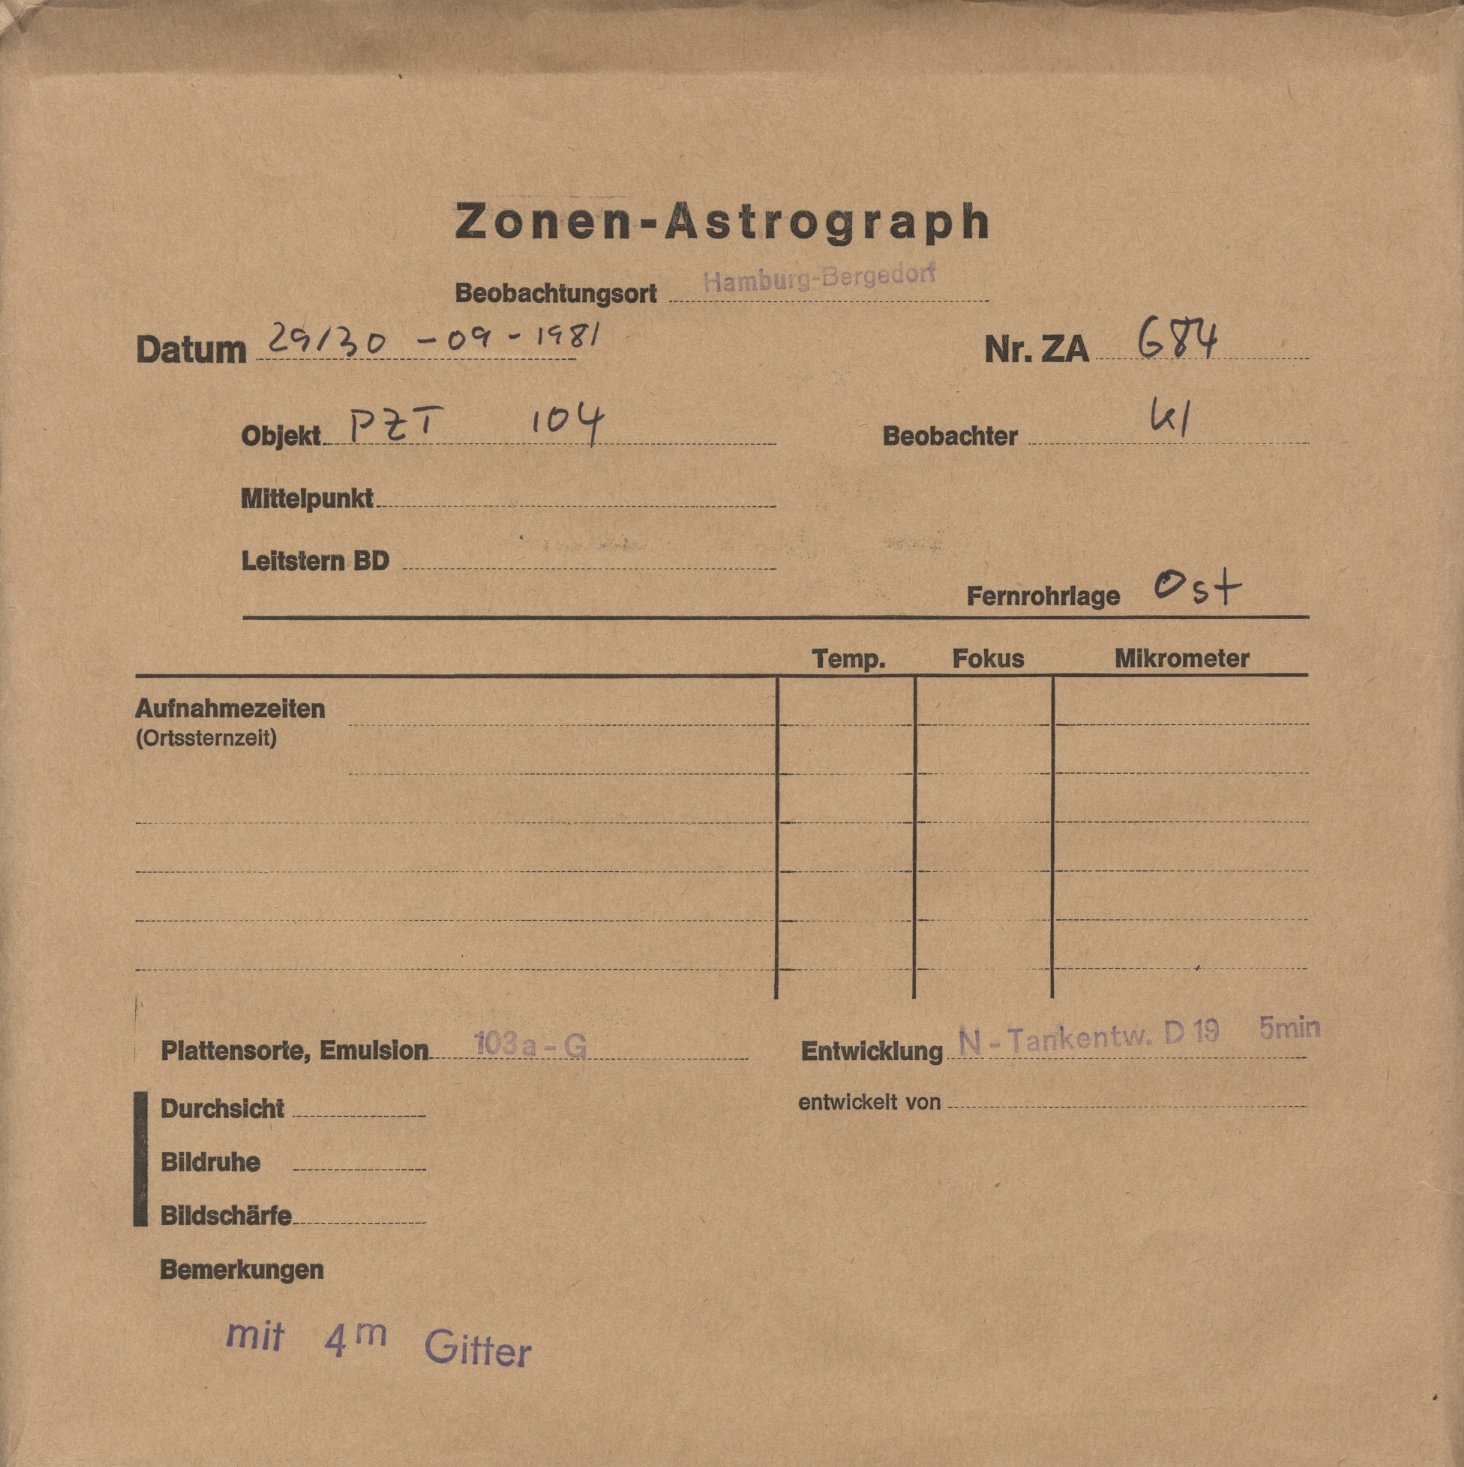 Zonen-Astrograph
Beobachtungsort Hamburg-Bergedorf
Datum 29/30 - 09 - 1981 Nr. ZA 684
Objekt PZT 104 Beobachter Kl
Mittelpunkt
Leitstern BD
Fernrohrlage Ost
Temp. Fokus Mikrometer
Aufnahmezeiten
(Ortssternzeit)
Plattensorte, Emulsion 103a-G Entwicklung N-Tankentw. D 19 5min
Durchsicht entwickelt von
Bildruhe
Bildschärfe
Bemerkungen
mit 4m Gitter